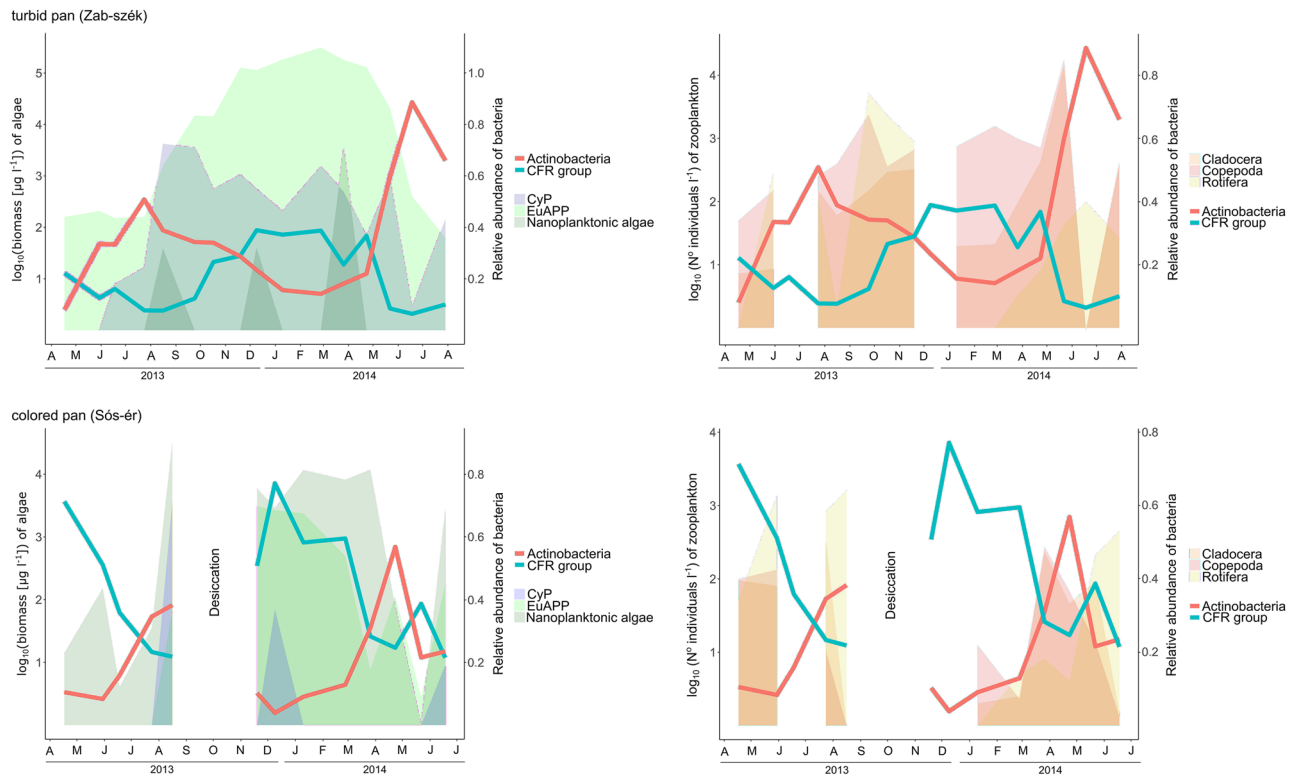 turbid pan (Zab-szék)
log₁₀(biomass [µg l⁻¹]) of algae
5
4
3
2
1
1.0
0.8
0.6
0.4
0.2
Relative abundance of bacteria
A M J J A S O N D J F M A M J J A
2013 2014
Actinobacteria
CFR group
CyP
EuAPP
Nanoplanktonic algae
log₁₀ (Nº individuals l⁻¹) of zooplankton
4
3
2
1
0.8
0.6
0.4
0.2
Relative abundance of bacteria
A M J J A S O N D J F M A M J J A
2013 2014
Cladocera
Copepoda
Rotifera
Actinobacteria
CFR group
colored pan (Sós-ér)
log₁₀(biomass [µg l⁻¹]) of algae
4
3
2
1
Desiccation
0.8
0.6
0.4
0.2
Relative abundance of bacteria
A M J J A S O N D J F M A M J J
2013 2014
Actinobacteria
CFR group
CyP
EuAPP
Nanoplanktonic algae
log₁₀ (Nº individuals l⁻¹) of zooplankton
4
3
2
1
Desiccation
0.8
0.6
0.4
0.2
Relative abundance of bacteria
A M J J A S O N D J F M A M J J
2013 2014
Cladocera
Copepoda
Rotifera
Actinobacteria
CFR group